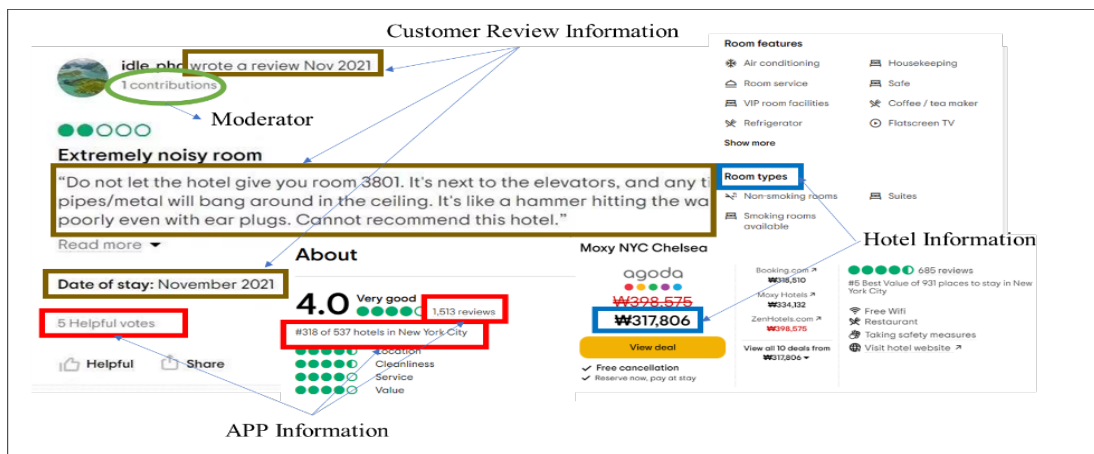 Customer Review Information
idle_pho wrote a review Nov 2021
1 contributions
Moderator
Extremely noisy room
“Do not let the hotel give you room 3801. It's next to the elevators, and any ti
pipes/metal will bang around in the ceiling. It's like a hammer hitting the wa
poorly even with ear plugs. Cannot recommend this hotel.”
Read more
Date of stay: November 2021
5 Helpful votes
Helpful
Share
About
4.0
Very good
1,513 reviews
#318 of 537 hotels in New York City
Location
Cleanliness
Service
Value
APP Information
Room features
Air conditioning
Housekeeping
Room service
Safe
VIP room facilities
Coffee / tea maker
Refrigerator
Flatscreen TV
Show more
Room types
Non-smoking rooms
Suites
Smoking rooms
available
Hotel Information
Moxy NYC Chelsea
agoda
₩398,575
₩317,806
View deal
Free cancellation
Reserve now, pay at stay
Booking.com
₩318,510
Moxy Hotels
₩334,132
ZenHotels.com
₩398,575
View all 10 deals from
₩317,806
685 reviews
#5 Best Value of 931 places to stay in New
York City
Free Wifi
Restaurant
Taking safety measures
Visit hotel website